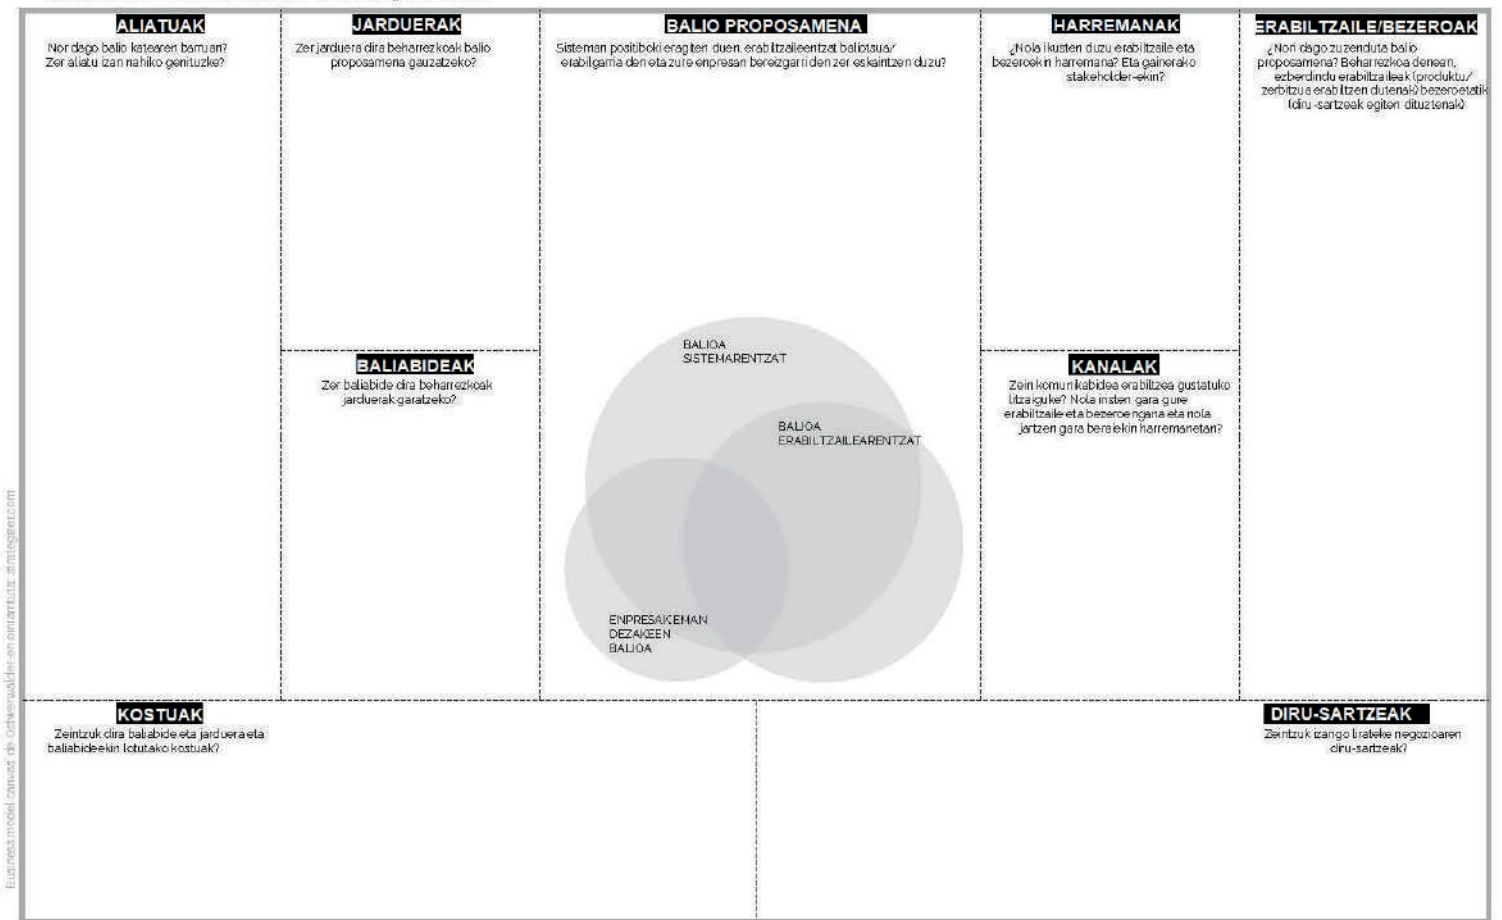 ALIATUAK
Nor dago balio katearen barruan?
Zer aliatu izan nahiko genituzke?
JARDUERAK
Zer jarduera dira beharrezkoak balio
proposamena gauzatzeko?
BALIABIDEAK
Zer baliabide dira beharrezkoak
jarduerak garatzeko?
BALIO PROPOSAMENA
Sisteman positiboki eragiten duen, erabiltzaileentzat baliotsua/
erabilgarria den eta zure enpresan bereizgarri den zer eskaintzen duzu?
BALIOA
SISTEMARENTZAT
BALIOA
ERABILTZAILEARENTZAT
ENPRESAK EMAN
DEZAKEEN
BALIOA
HARREMANAK
¿Nola ikusten duzu erabiltzaile eta
bezeroekin harremana? Eta gainerako
stakeholder-ekin?
KANALAK
Zein komunikabidea erabiltzea gustatuko
litzaiguke? Nola iristen gara gure
erabiltzaile eta bezeroengana eta nola
jartzen gara beraiekin harremanetan?
ERABILTZAILE/BEZEROAK
¿Nori dago zuzenduta balio
proposamena? Beharrezkoa denean,
ezberdindu erabiltzaileak (produktu/
zerbitzua erabiltzen dutenak) bezeroetatik
(diru-sartzeak egiten dituztenak)
KOSTUAK
Zeintzuk dira baliabide eta jarduera eta
baliabideekin lotutako kostuak?
DIRU-SARTZEAK
Zeintzuk izango lirateke negozioaren
diru-sartzeak?
Business model canvas de